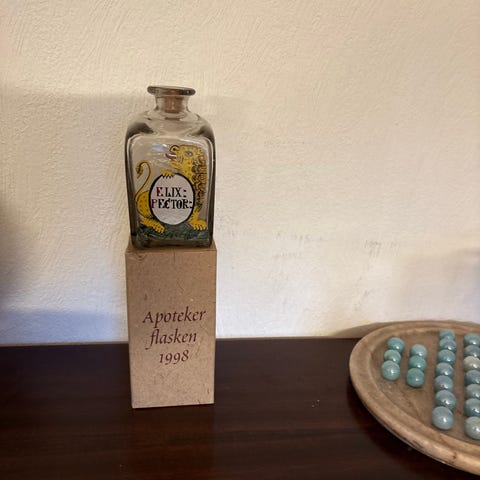 ELIX:
PECTOR:
Apoteker
flasken
1998